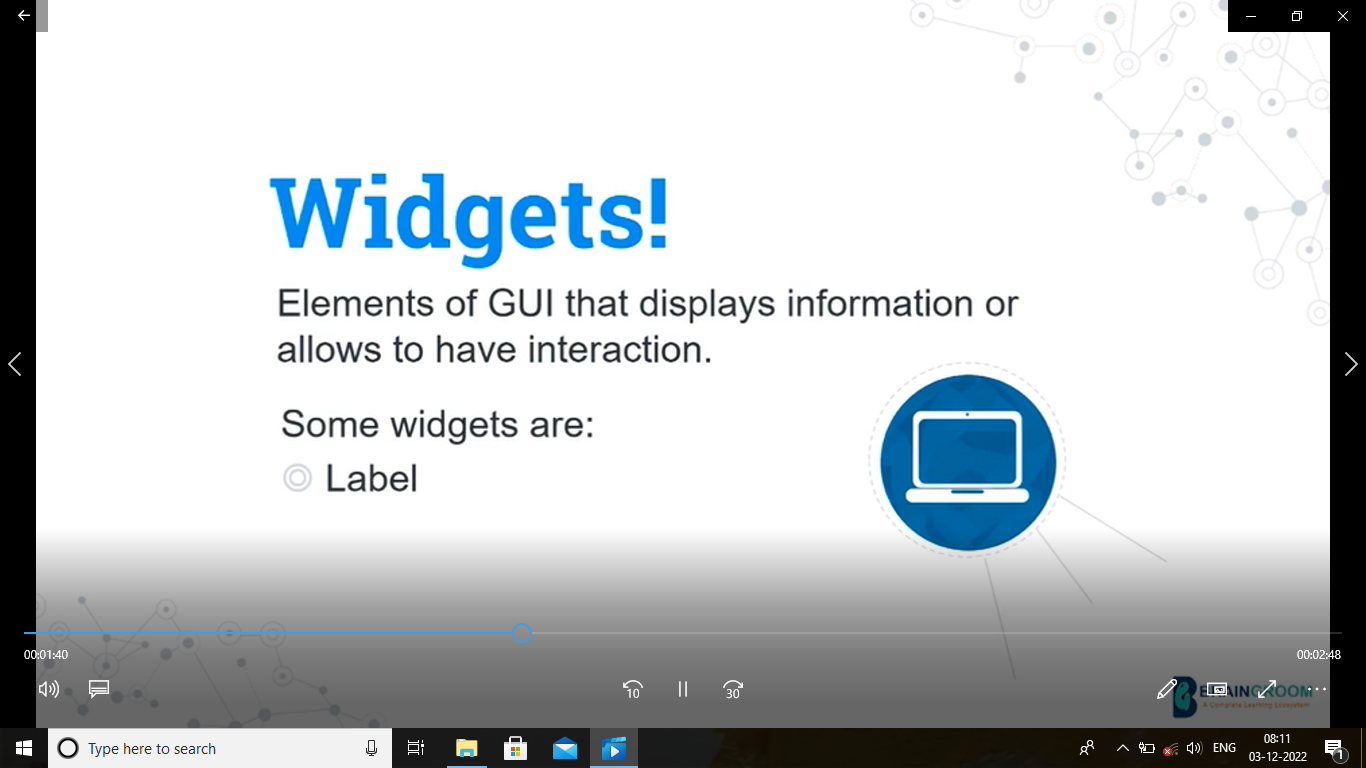 Widgets!
Elements of GUI that displays information or
allows to have interaction.
Some widgets are:
Label
00:01:40
00:02:48
10
30
BRAINGROOM
A Complete Learning Ecosystem
Type here to search
ENG
08:11
03-12-2022
1